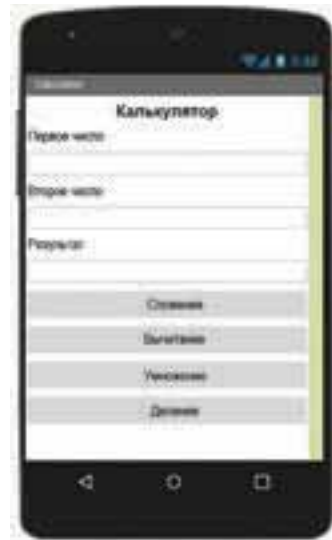 Калькулятор
Первое число
Второе число
Результат
Сложение
Вычитание
Умножение
Деление